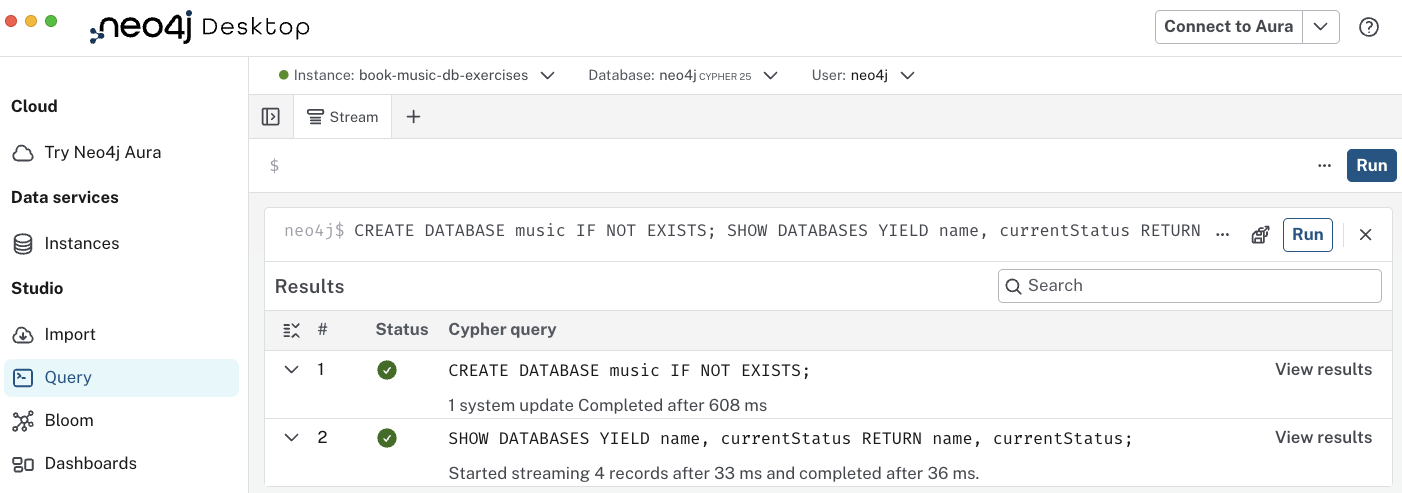 neo4j Desktop
Connect to Aura
Instance: book-music-db-exercises
Database: neo4j CYPHER 25
User: neo4j
Cloud
Try Neo4j Aura
Data services
Instances
Studio
Import
Query
Bloom
Dashboards
Stream
$
... Run
neo4j$ CREATE DATABASE music IF NOT EXISTS; SHOW DATABASES YIELD name, currentStatus RETURN ... Run
Results
Search
# Status Cypher query
1 CREATE DATABASE music IF NOT EXISTS; View results
1 system update Completed after 608 ms
2 SHOW DATABASES YIELD name, currentStatus RETURN name, currentStatus; View results
Started streaming 4 records after 33 ms and completed after 36 ms.